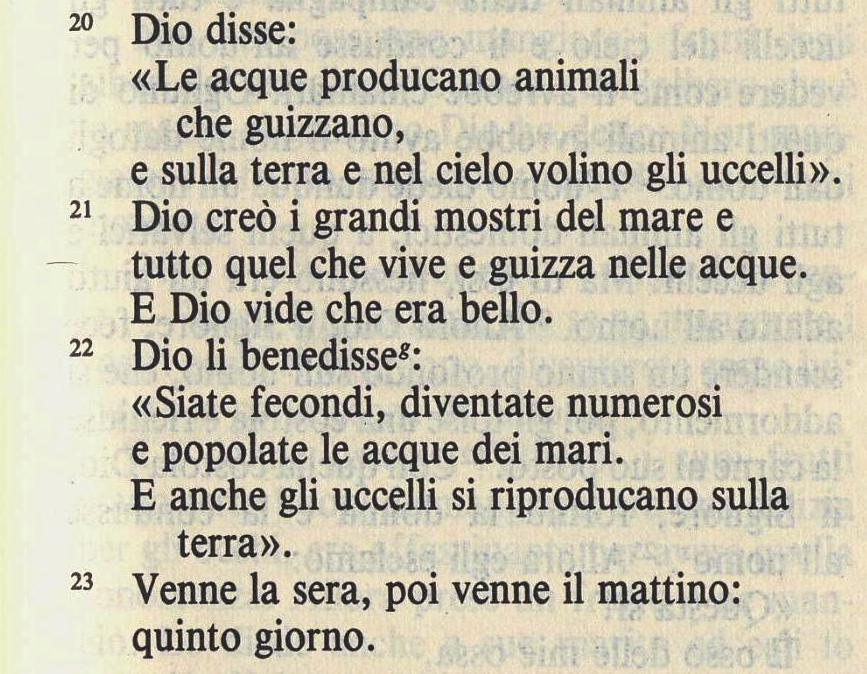 20 Dio disse:
«Le acque producano animali
che guizzano,
e sulla terra e nel cielo volino gli uccelli».
21 Dio creò i grandi mostri del mare e
tutto quel che vive e guizza nelle acque.
E Dio vide che era bello.
22 Dio li benedisse g:
«Siate fecondi, diventate numerosi
e popolate le acque dei mari.
E anche gli uccelli si riproducano sulla
terra».
23 Venne la sera, poi venne il mattino:
quinto giorno.